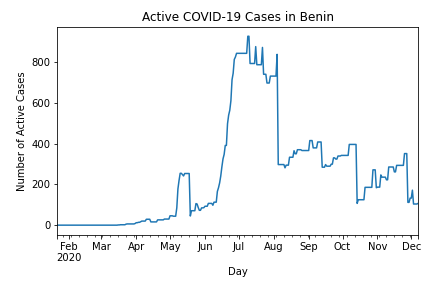 Active COVID-19 Cases in Benin
Number of Active Cases
800
600
400
200
0
Feb Mar Apr May Jun Jul Aug Sep Oct Nov Dec
2020
Day